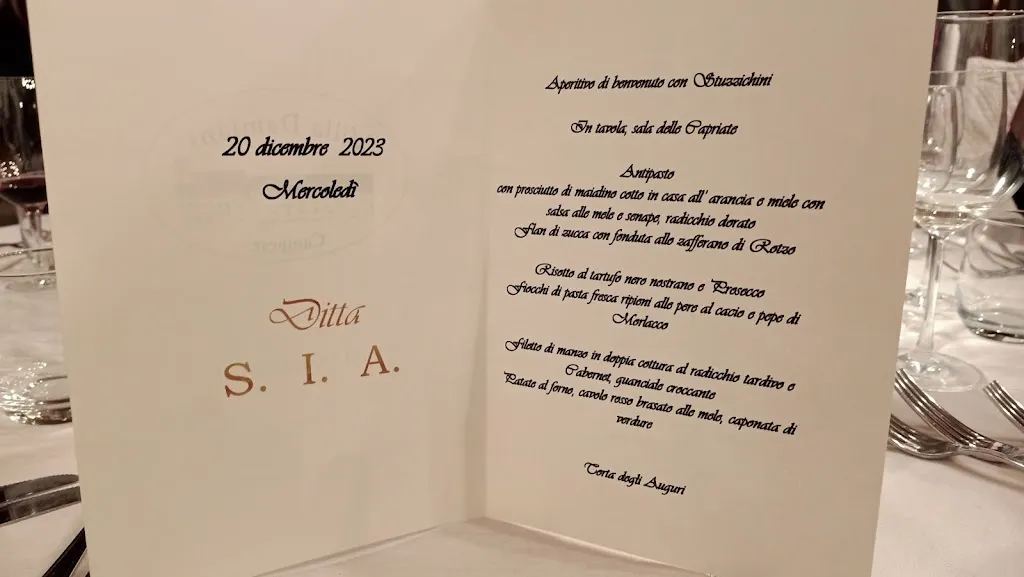 20 dicembre 2023
Mercoledì
Ditta
S. I. A.
Aperitivo di benvenuto con Stuzzichini
In tavola, sala delle Capriate
Antipasto
con prosciutto di maialino cotto in casa all' arancia e miele con
salsa alle mele e senape, radicchio dorato
Flan di zucca con fonduta allo zafferano di Rotzo
Risotto al tartufo nero nostrano e Prosecco
Fiocchi di pasta fresca ripieni alle pere al cacio e pepe di
Morlacco
Filetto di manzo in doppia cottura al radicchio tardivo e
Cabernet, guanciale croccante
Patate al forno, cavolo rosso brasato alle mele, caponata di
verdure
Torta degli Auguri